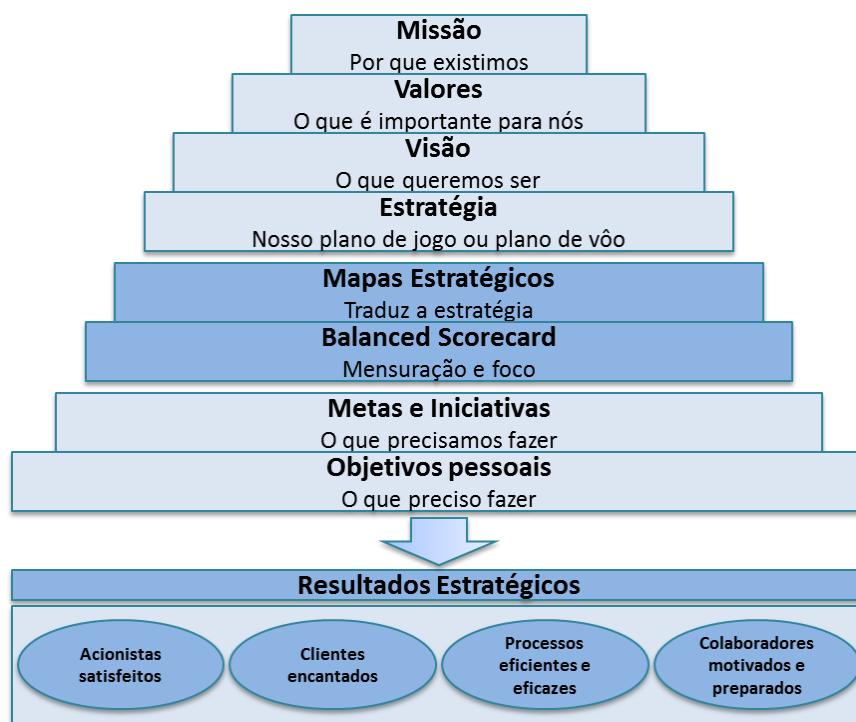 Missão
Por que existimos
Valores
O que é importante para nós
Visão
O que queremos ser
Estratégia
Nosso plano de jogo ou plano de vôo
Mapas Estratégicos
Traduz a estratégia
Balanced Scorecard
Mensuração e foco
Metas e Iniciativas
O que precisamos fazer
Objetivos pessoais
O que preciso fazer
Resultados Estratégicos
Acionistas
satisfeitos
Clientes
encantados
Processos
eficientes e
eficazes
Colaboradores
motivados e
preparados